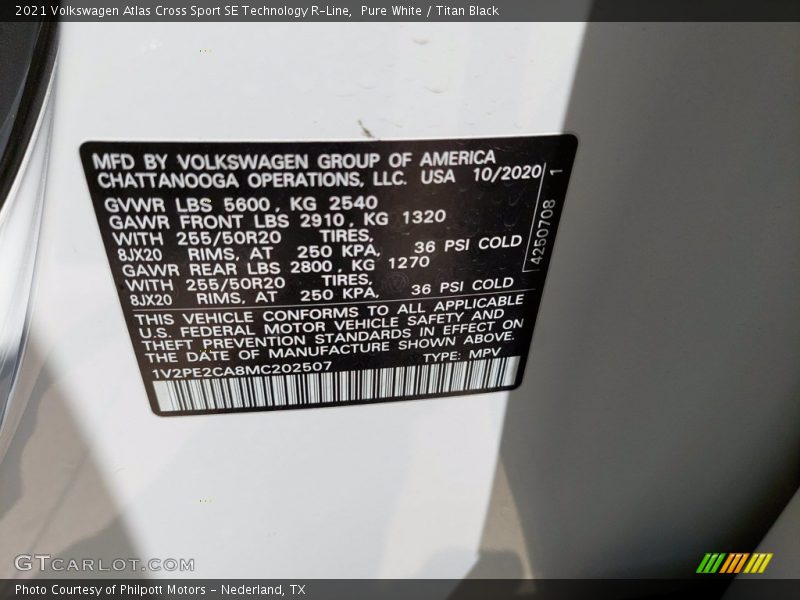 2021 Volkswagen Atlas Cross Sport SE Technology R-Line, Pure White / Titan Black
MFD BY VOLKSWAGEN GROUP OF AMERICA
CHATTANOOGA OPERATIONS, LLC. USA 10/2020
GVWR LBS 5600, KG 2540
GAWR FRONT LBS 2910, KG 1320
WITH 255/50R20 TIRES,
8JX20 RIMS, AT 250 KPA, 36 PSI COLD
GAWR REAR LBS 2800, KG 1270
WITH 255/50R20 TIRES,
8JX20 RIMS, AT 250 KPA, 36 PSI COLD
THIS VEHICLE CONFORMS TO ALL APPLICABLE
U.S. FEDERAL MOTOR VEHICLE SAFETY AND
THEFT PREVENTION STANDARDS IN EFFECT ON
THE DATE OF MANUFACTURE SHOWN ABOVE.
1V2PE2CA8MC202507 TYPE: MPV
4250708 1
GTCARLOT.COM
Photo Courtesy of Philpott Motors - Nederland, TX